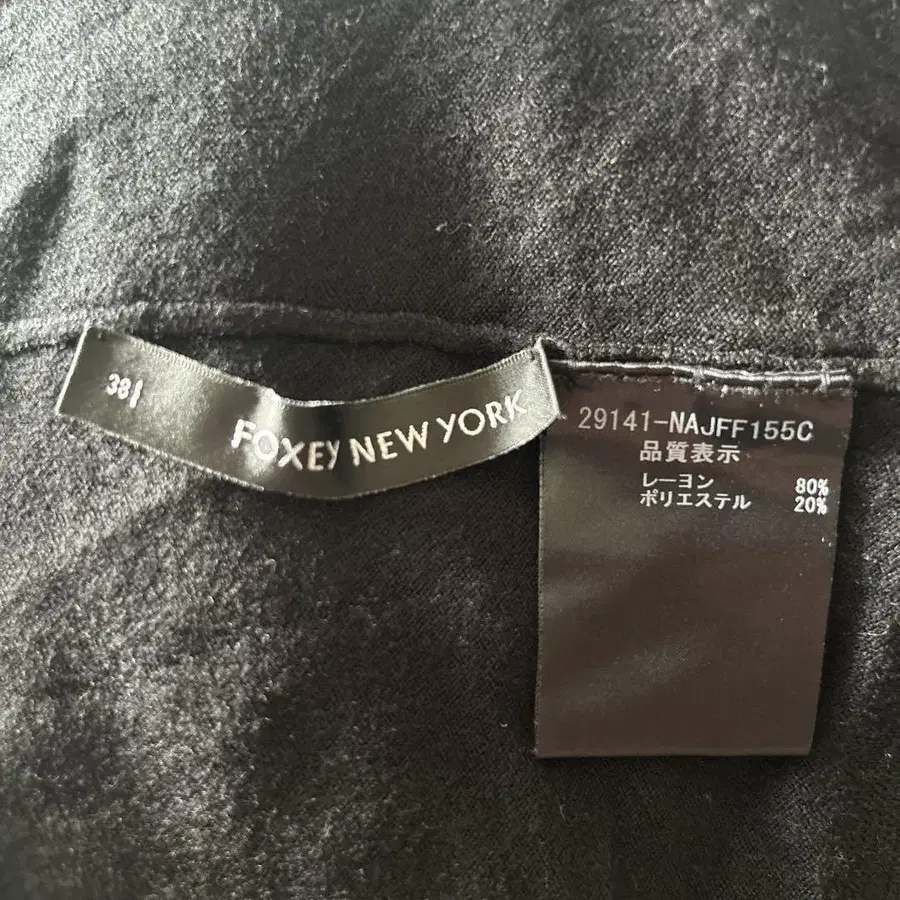 38
FOXEY NEW YORK
29141-NAJFF155C
品質表示
レーヨン 80%
ポリエステル 20%